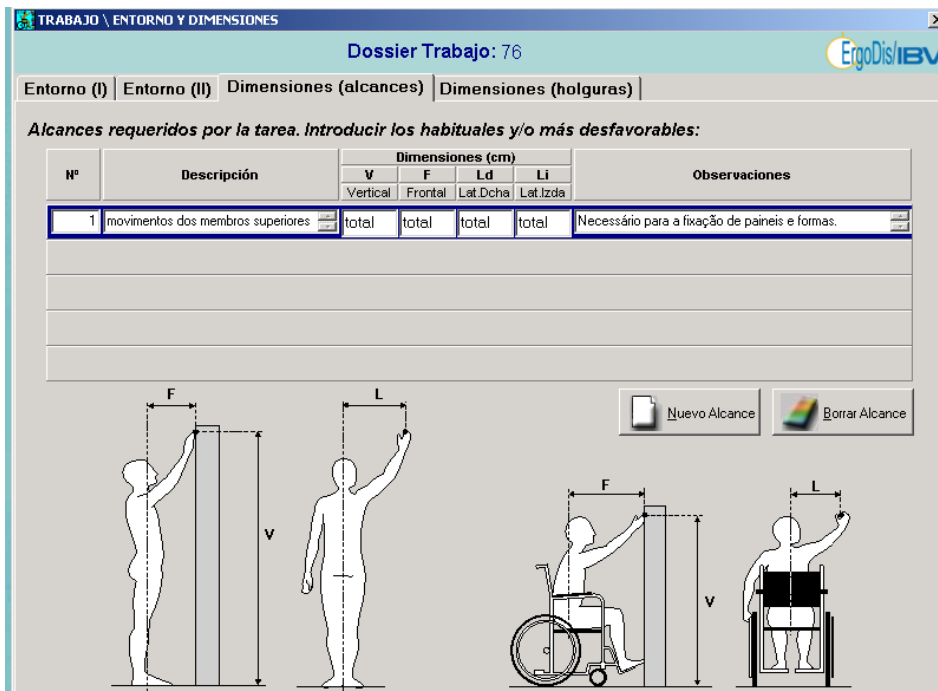 TRABAJO \ ENTORNO Y DIMENSIONES
Dossier Trabajo: 76
ErgoDis/IBV
Entorno (I) Entorno (II) Dimensiones (alcances) Dimensiones (holguras)
Alcances requeridos por la tarea. Introducir los habituales y/o más desfavorables:
Dimensiones (cm)
Nº Descripción V F Ld Li Observaciones
Vertical Frontal Lat.Dcha Lat.Izda
1 movimentos dos membros superiores total total total total Necessário para a fixação de paineis e formas.
F L
Nuevo Alcance Borrar Alcance
F L
V
V